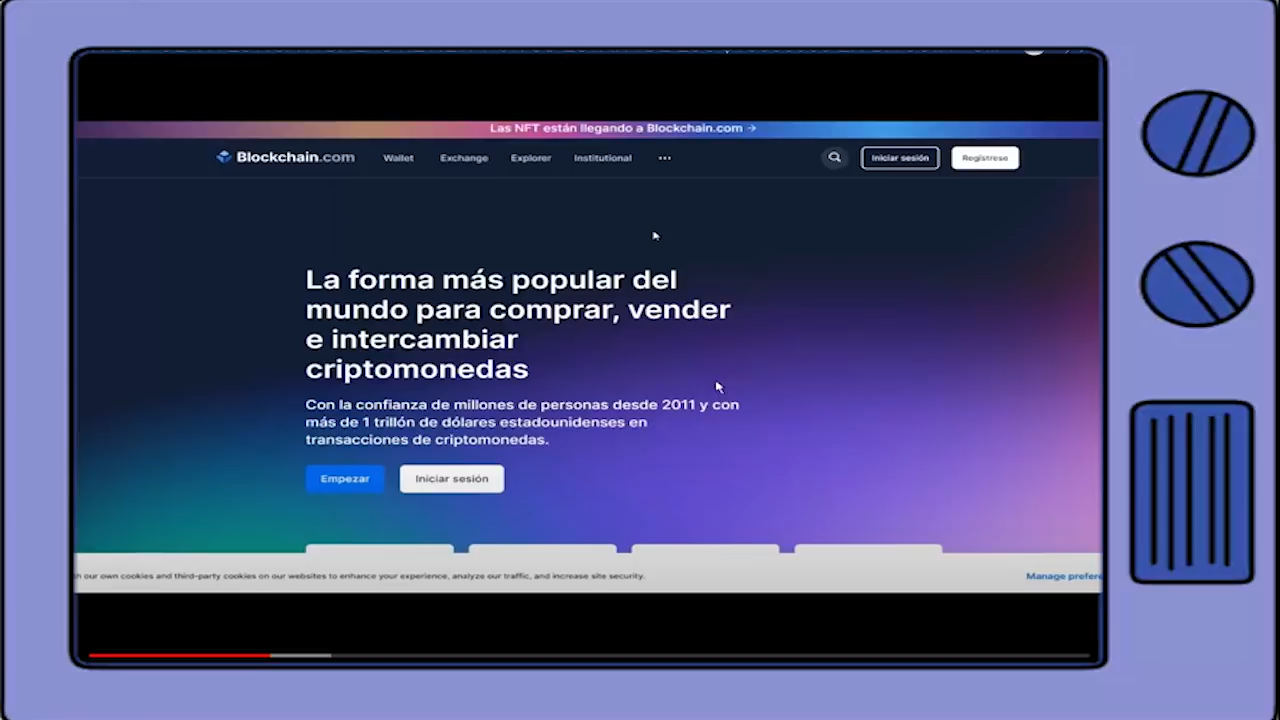 Las NFT están llegando a Blockchain.com →
Blockchain.com Wallet Exchange Explorer Institutional ••• Iniciar sesión Regístrese
La forma más popular del
mundo para comprar, vender
e intercambiar
criptomonedas
Con la confianza de millones de personas desde 2011 y con
más de 1 trillón de dólares estadounidenses en
transacciones de criptomonedas.
Empezar Iniciar sesión
our own cookies and third-party cookies on our websites to enhance your experience, analyze our traffic, and increase site security. Manage prefere